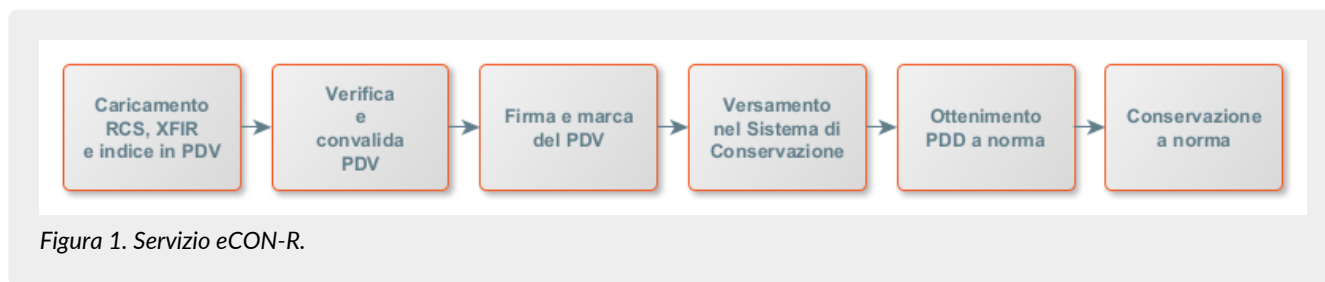 Caricamento
RCS, XFIR
e indice in PDV
Verifica
e
convalida
PDV
Firma e marca
del PDV
Versamento
nel Sistema di
Conservazione
Ottenimento
PDD a norma
Conservazione
a norma
Figura 1. Servizio eCON-R.